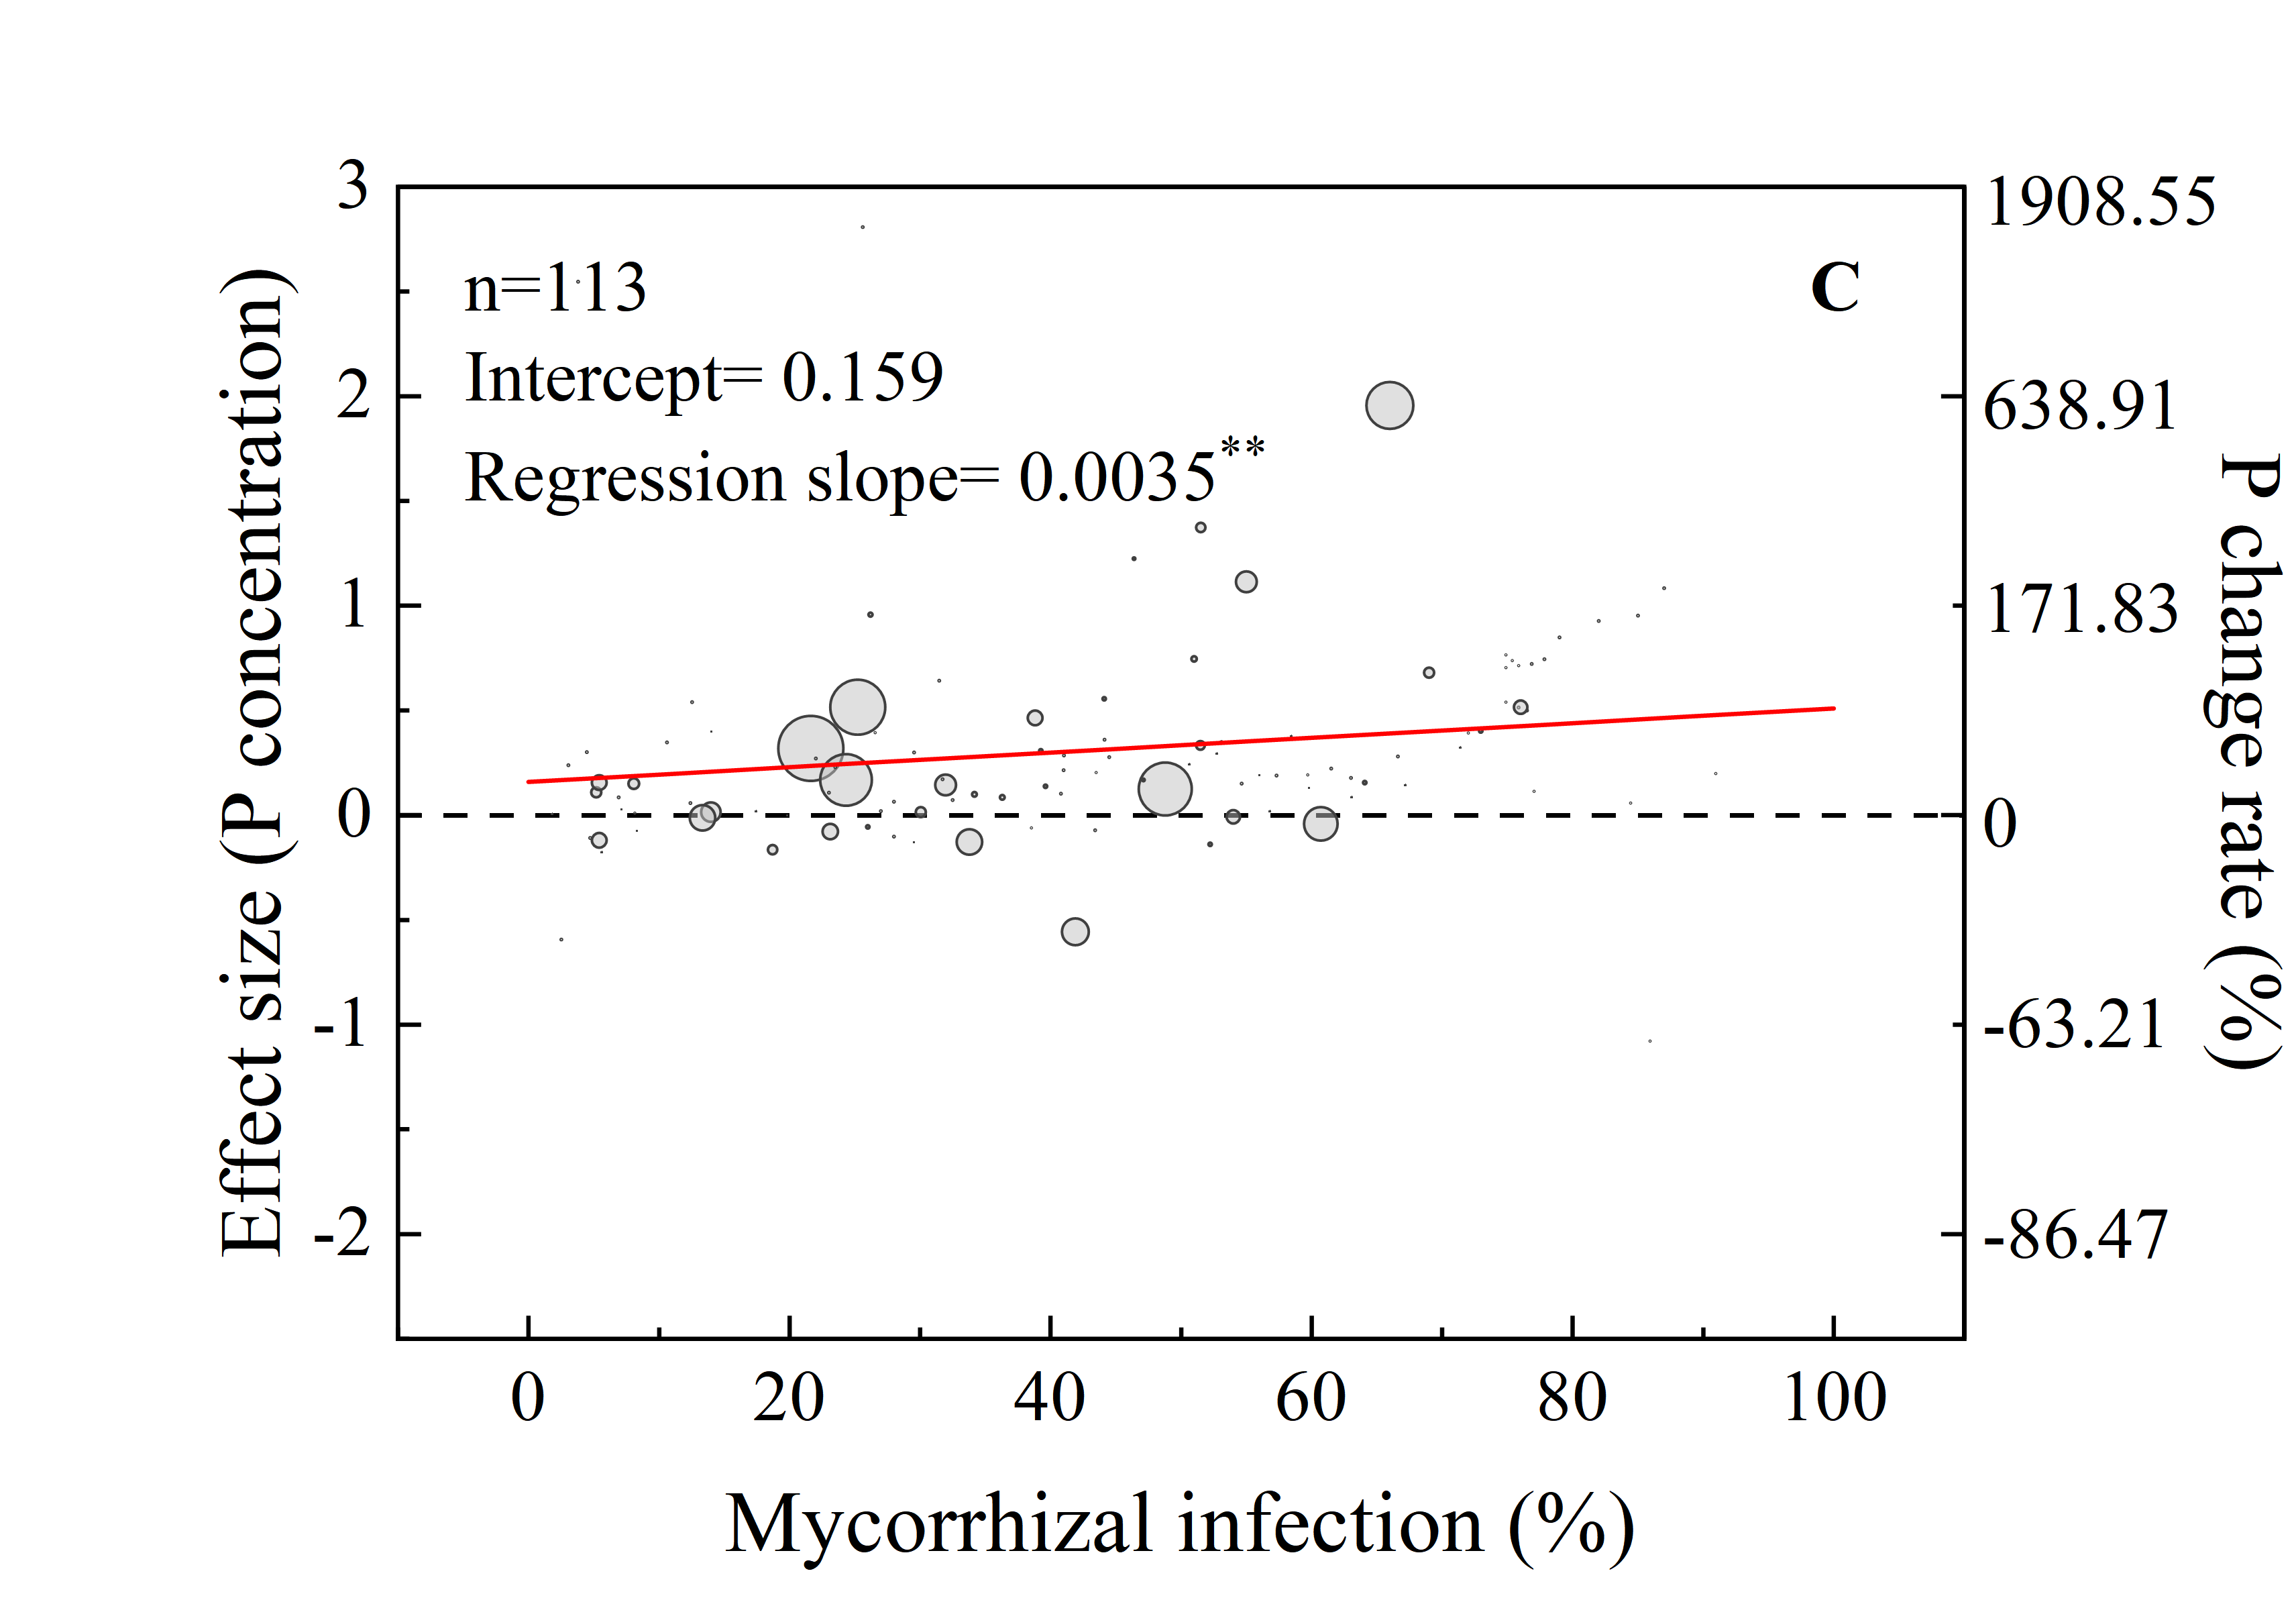 3
1908.55
n=113
C
Intercept= 0.159
2
638.91
Regression slope= 0.0035**
1
171.83
0
0
-1
-63.21
-2
-86.47
Effect size (P concentration)
P change rate (%)
0 20 40 60 80 100
Mycorrhizal infection (%)